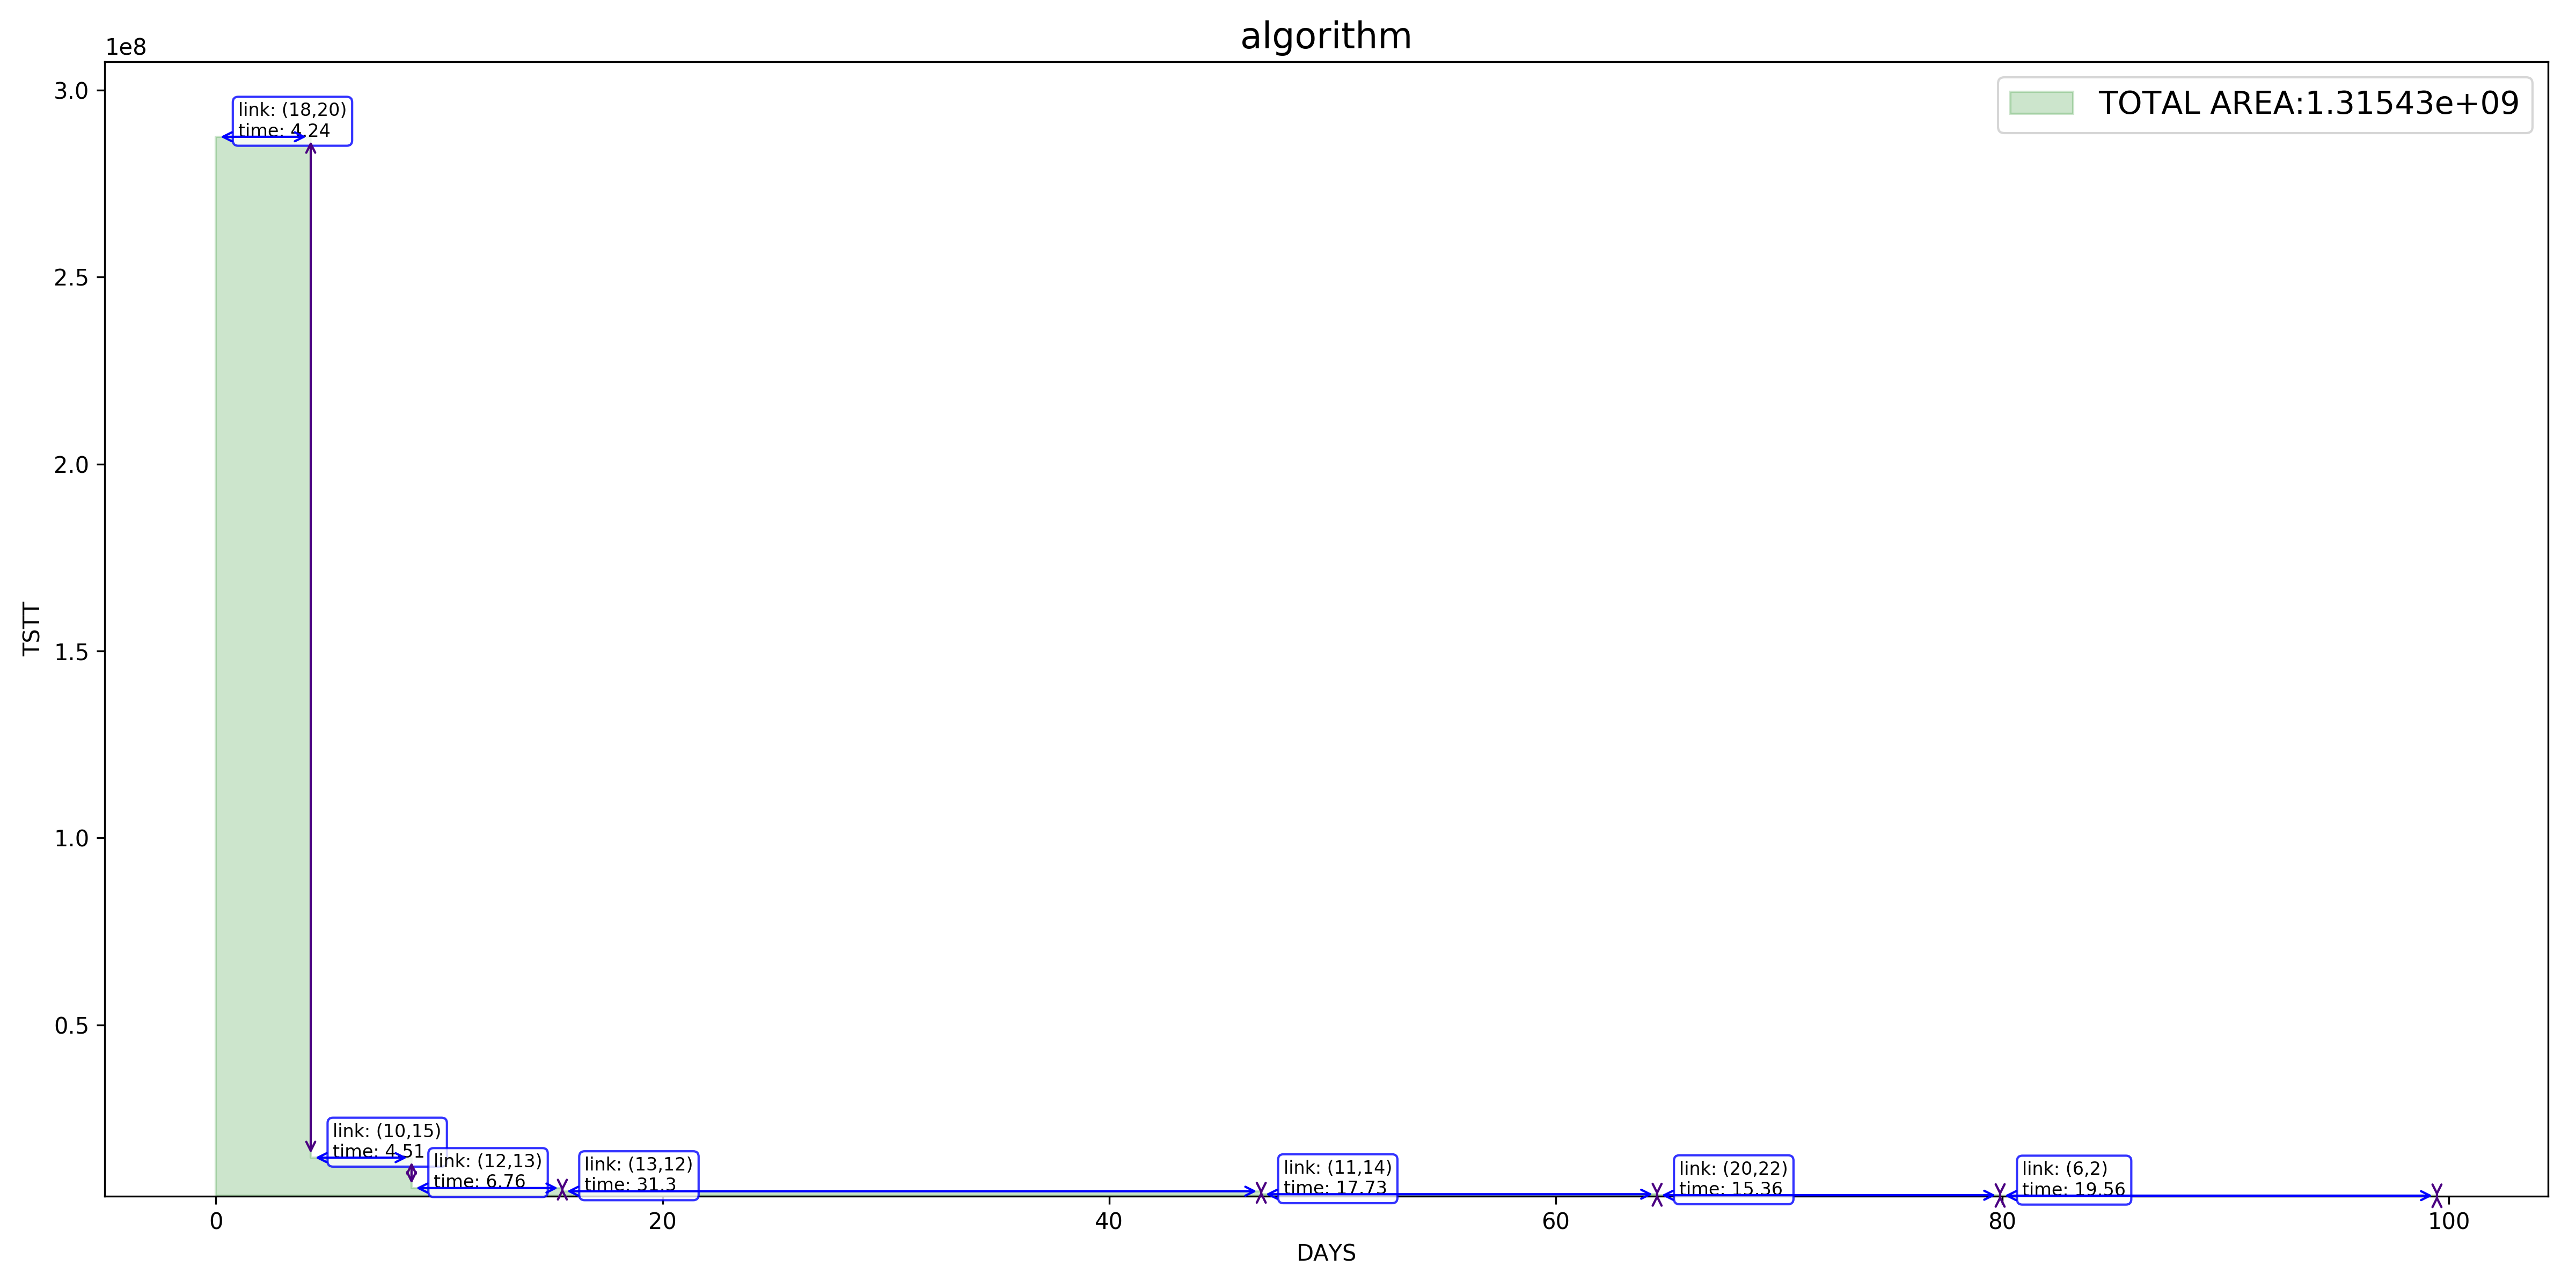 algorithm
1e8
TOTAL AREA:1.31543e+09
3.0
2.5
2.0
1.5
1.0
0.5
TSTT
link: (18,20)
time: 4.24
link: (10,15)
time: 4.51
link: (12,13)
time: 6.76
link: (13,12)
time: 31.3
link: (11,14)
time: 17.73
link: (20,22)
time: 15.36
link: (6,2)
time: 19.56
0
20
40
60
80
100
DAYS